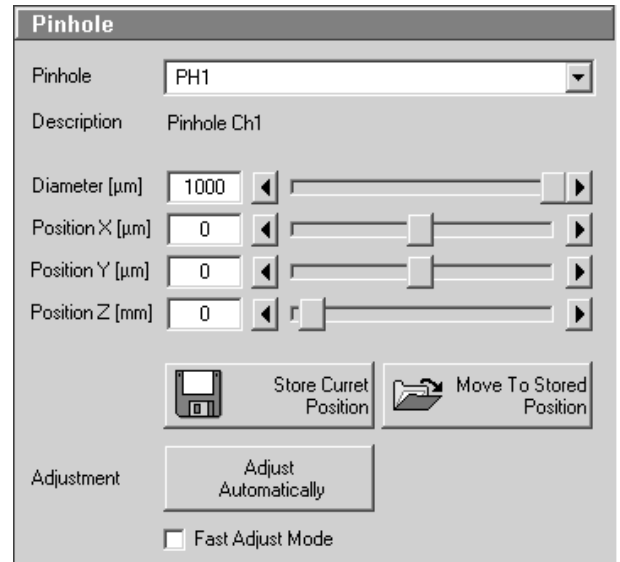 Pinhole
Pinhole PH1
Description Pinhole Ch1
Diameter [µm] 1000
Position X [µm] 0
Position Y [µm] 0
Position Z [mm] 0
Store Curret
Position
Move To Stored
Position
Adjustment
Adjust
Automatically
Fast Adjust Mode